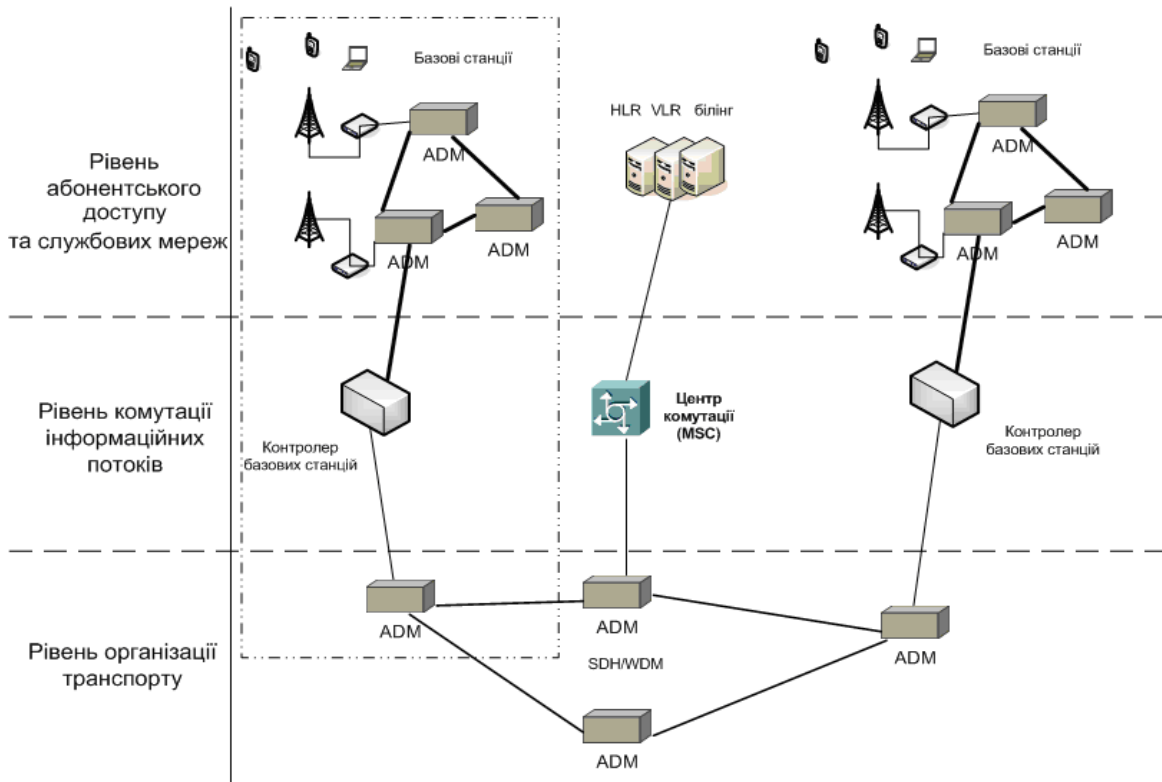 Базові станції
Базові станції
HLR VLR білінг
ADM
ADM
ADM
ADM
ADM
ADM
Рівень
абонентського
доступу
та службових мереж
Рівень комутації
інформаційних
потоків
Контролер
базових станцій
Центр
комутації
(MSC)
Контролер
базових станцій
Рівень організації
транспорту
ADM
ADM
ADM
SDH/WDM
ADM